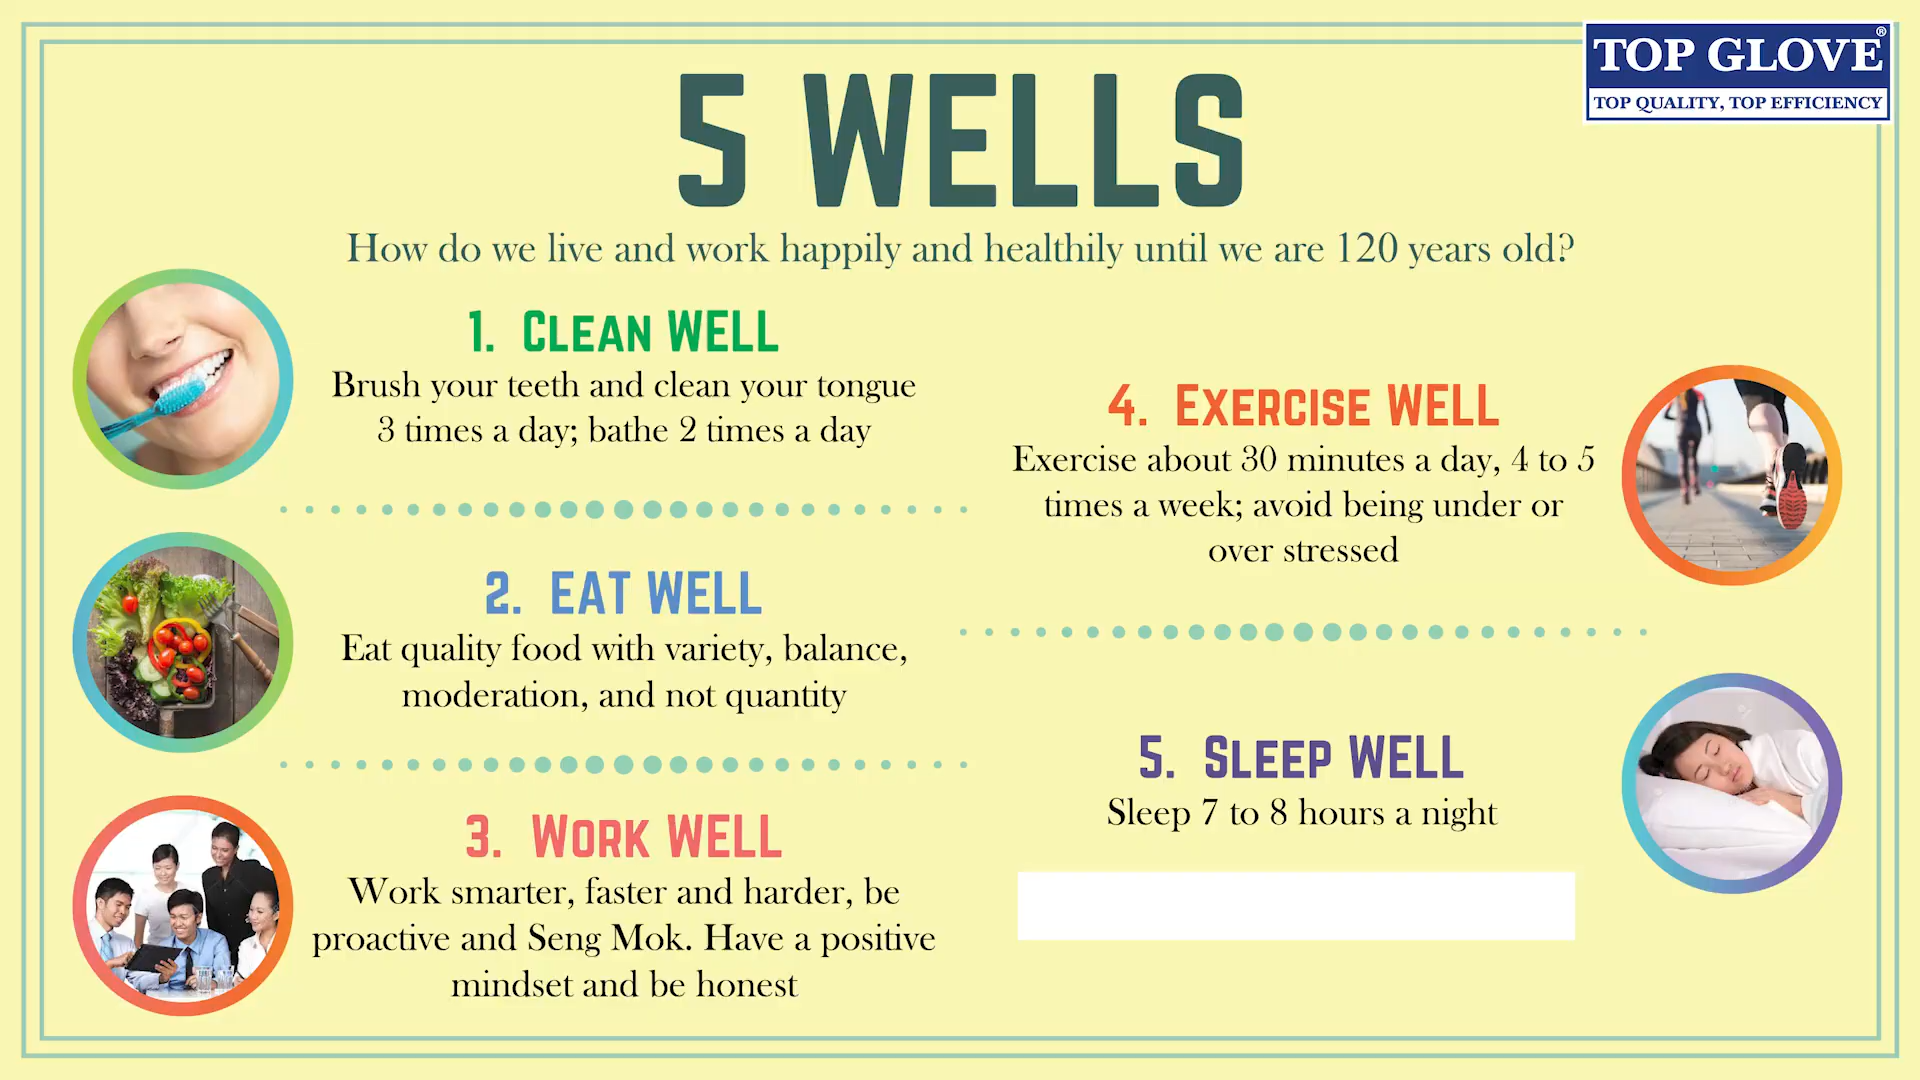 TOP GLOVE®
TOP QUALITY, TOP EFFICIENCY
5 WELLS
How do we live and work happily and healthily until we are 120 years old?
1. CLEAN WELL
Brush your teeth and clean your tongue
3 times a day; bathe 2 times a day
2. EAT WELL
Eat quality food with variety, balance,
moderation, and not quantity
3. WORK WELL
Work smarter, faster and harder, be
proactive and Seng Mok. Have a positive
mindset and be honest
4. EXERCISE WELL
Exercise about 30 minutes a day, 4 to 5
times a week; avoid being under or
over stressed
5. SLEEP WELL
Sleep 7 to 8 hours a night